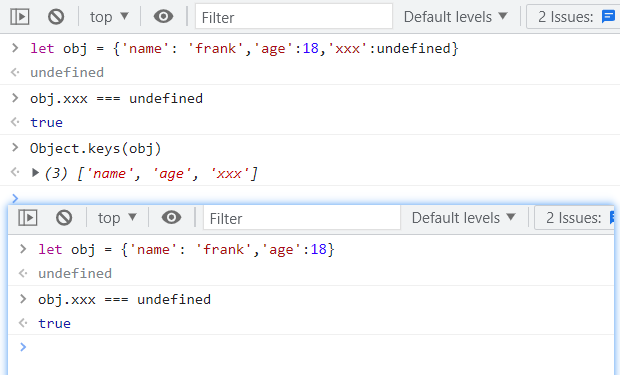 top ▼ Filter Default levels ▼ 2 Issues:
let obj = {'name': 'frank','age':18,'xxx':undefined}
undefined
obj.xxx === undefined
true
Object.keys(obj)
(3) ['name', 'age', 'xxx']
top ▼ Filter Default levels ▼ 2 Issues:
let obj = {'name': 'frank','age':18}
undefined
obj.xxx === undefined
true